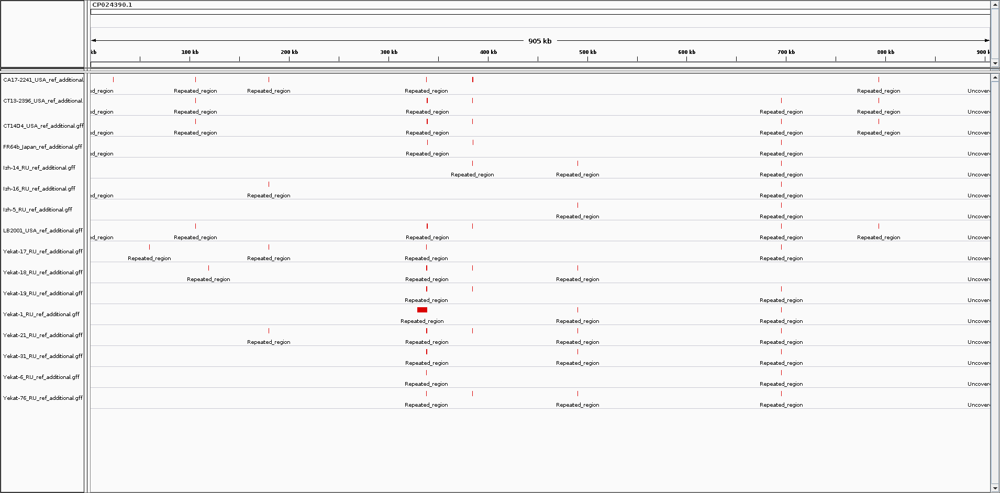 CP024390.1
905 kb
kb 100 kb 200 kb 300 kb 400 kb 500 kb 600 kb 700 kb 800 kb 900 k
CA17-2241_USA_ref_additional.
ed_region Repeated_region Repeated_region Repeated_region Repeated_region Uncovere
CT13-2396_USA_ref_additional.
ed_region Repeated_region Repeated_region Repeated_region Repeated_region Uncovere
CT14D4_USA_ref_additional.gff
ed_region Repeated_region Repeated_region Repeated_region Repeated_region Uncovere
FR64b_Japan_ref_additional.gff
ed_region Repeated_region Repeated_region Uncovere
Izh-14_RU_ref_additional.gff
Repeated_region Repeated_region Repeated_region Uncovere
Izh-16_RU_ref_additional.gff
ed_region Repeated_region Repeated_region Uncovere
Izh-5_RU_ref_additional.gff
Repeated_region Repeated_region Uncovere
LB2001_USA_ref_additional.gff
ed_region Repeated_region Repeated_region Repeated_region Repeated_region Uncovere
Yekat-17_RU_ref_additional.gff
Repeated_region Repeated_region Repeated_region Repeated_region Uncovere
Yekat-18_RU_ref_additional.gff
Repeated_region Repeated_region Repeated_region Uncovere
Yekat-19_RU_ref_additional.gff
Repeated_region Repeated_region Uncovere
Yekat-1_RU_ref_additional.gff
Repeated_region Repeated_region Repeated_region Uncovere
Yekat-21_RU_ref_additional.gff
Repeated_region Repeated_region Repeated_region Repeated_region Uncovere
Yekat-31_RU_ref_additional.gff
Repeated_region Repeated_region Repeated_region Uncovere
Yekat-6_RU_ref_additional.gff
Repeated_region Repeated_region Uncovere
Yekat-76_RU_ref_additional.gff
Repeated_region Repeated_region Repeated_region Uncovere